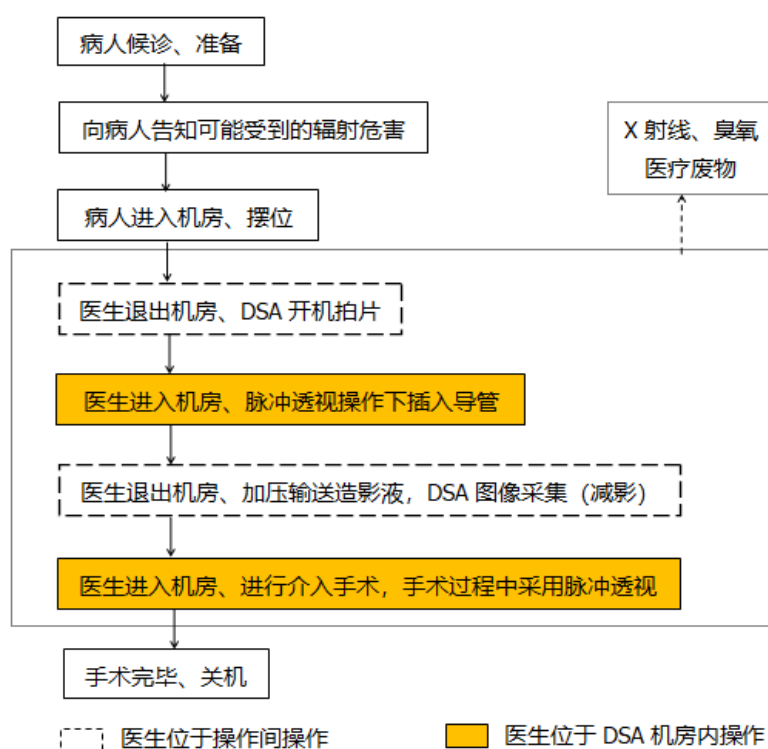 病人候诊、准备
向病人告知可能受到的辐射危害
X 射线、臭氧
医疗废物
病人进入机房、摆位
医生退出机房、DSA 开机拍片
医生进入机房、脉冲透视操作下插入导管
医生退出机房、加压输送造影液，DSA 图像采集（减影）
医生进入机房、进行介入手术，手术过程中采用脉冲透视
手术完毕、关机
医生位于操作间操作
医生位于 DSA 机房内操作